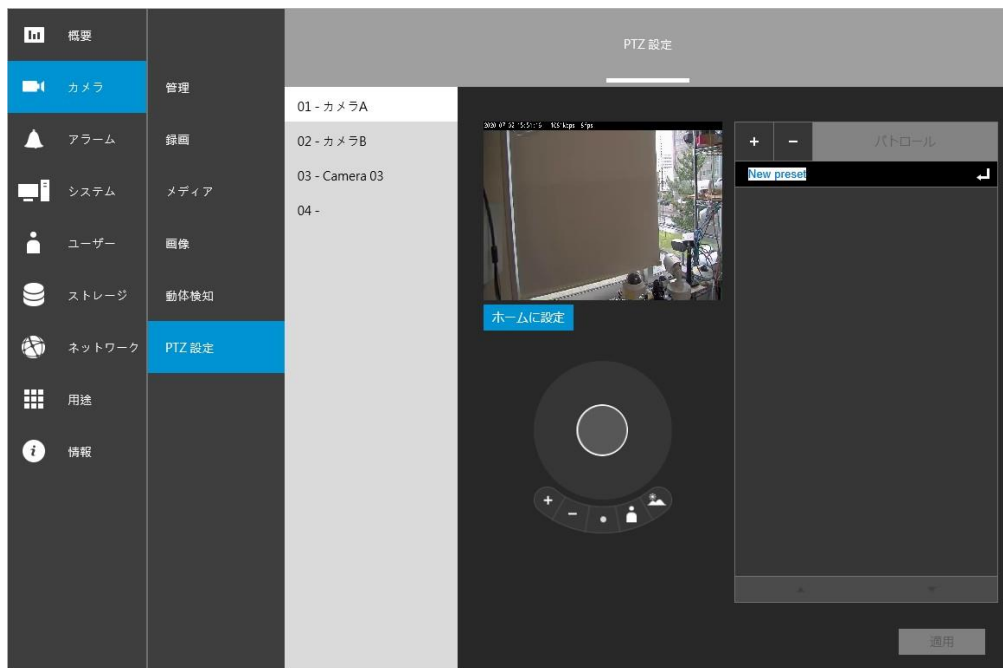 概要
カメラ
アラーム
システム
ユーザー
ストレージ
ネットワーク
用途
情報
管理
録画
メディア
画像
動体検知
PTZ 設定
PTZ 設定
01 - カメラA
02 - カメラB
03 - Camera 03
04 -
ホームに設定
+ − パトロール
New preset
適用